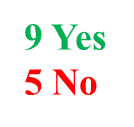 9 Yes
5 No